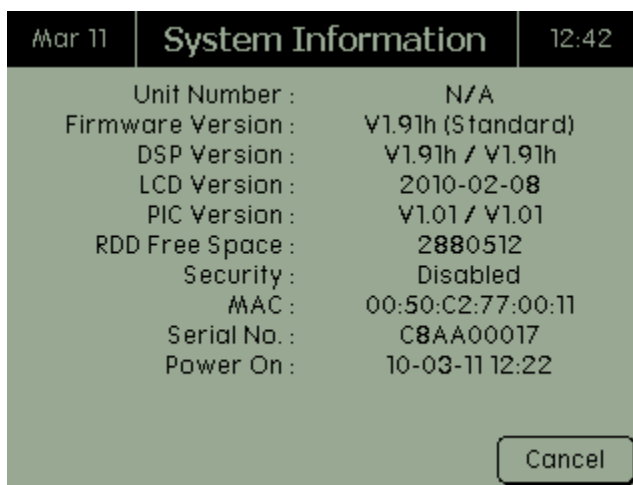 Mar 11 System Information 12:42
Unit Number : N/A
Firmware Version : V1.91h (Standard)
DSP Version : V1.91h / V1.91h
LCD Version : 2010-02-08
PIC Version : V1.01 / V1.01
RDD Free Space : 2880512
Security : Disabled
MAC : 00:50:C2:77:00:11
Serial No. : C8AA00017
Power On : 10-03-11 12:22
Cancel